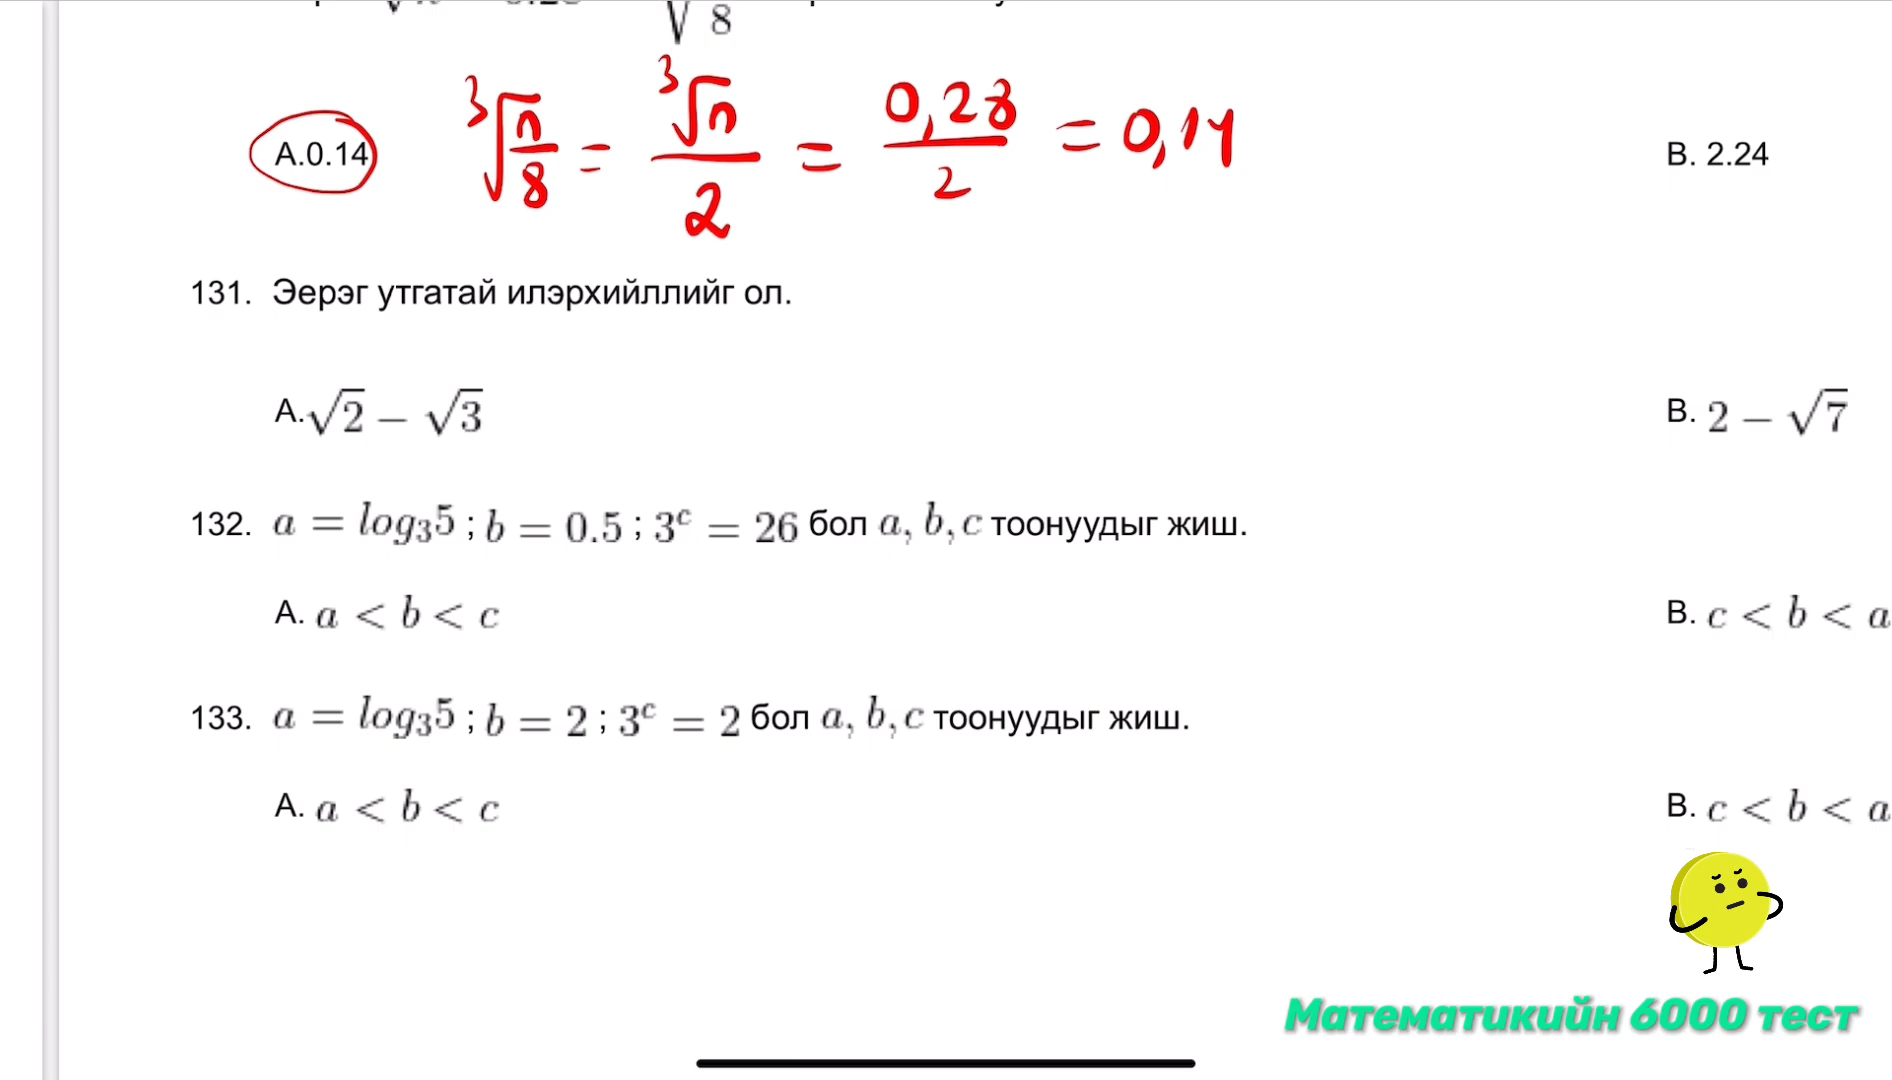 √8
A.0.14 ∛(n/8) = ∛n/2 = 0,28/2 = 0,14 B. 2.24
131. Эерэг утгатай илэрхийллийг ол.
A. √2 − √3 B. 2 − √7
132. a = log₃5 ; b = 0.5 ; 3ᶜ = 26 бол a, b, c тоонуудыг жиш.
A. a < b < c B. c < b < a
133. a = log₃5 ; b = 2 ; 3ᶜ = 2 бол a, b, c тоонуудыг жиш.
A. a < b < c B. c < b < a
Математикийн 6000 тест